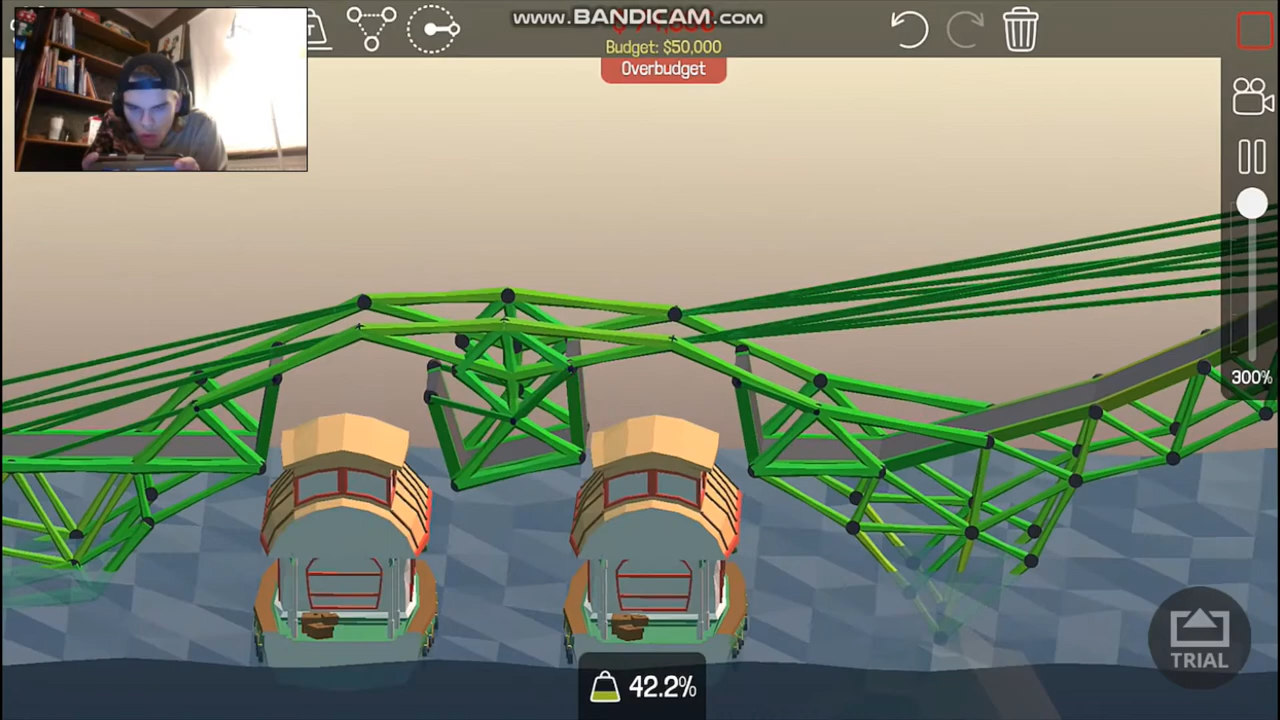 T
www.BANDICAM.com
Budget: $50,000
Overbudget
300%
TRIAL
42.2%